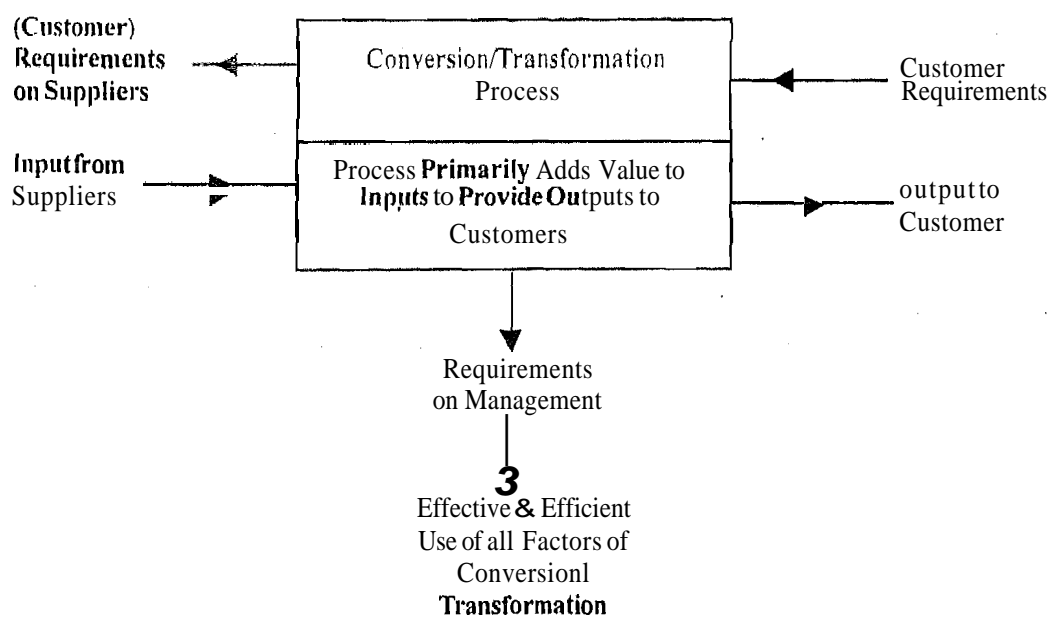 (Customer)
Requirements
on Suppliers
Conversion/Transformation
Process
Customer
Requirements
Input from
Suppliers
Process Primarily Adds Value to
Inputs to Provide Outputs to
Customers
output to
Customer
Requirements
on Management
3
Effective & Efficient
Use of all Factors of
Conversionl
Transformation